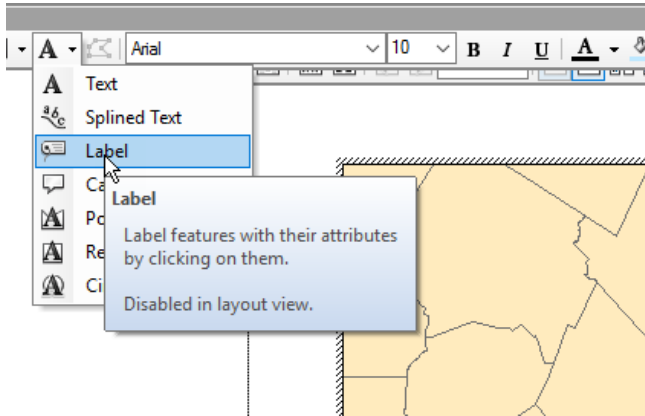 A A Arial 10 B I U A
A Text
abc Splined Text
Label
Ca
Label
A Po
Label features with their attributes
A Re
by clicking on them.
A Ci
Disabled in layout view.